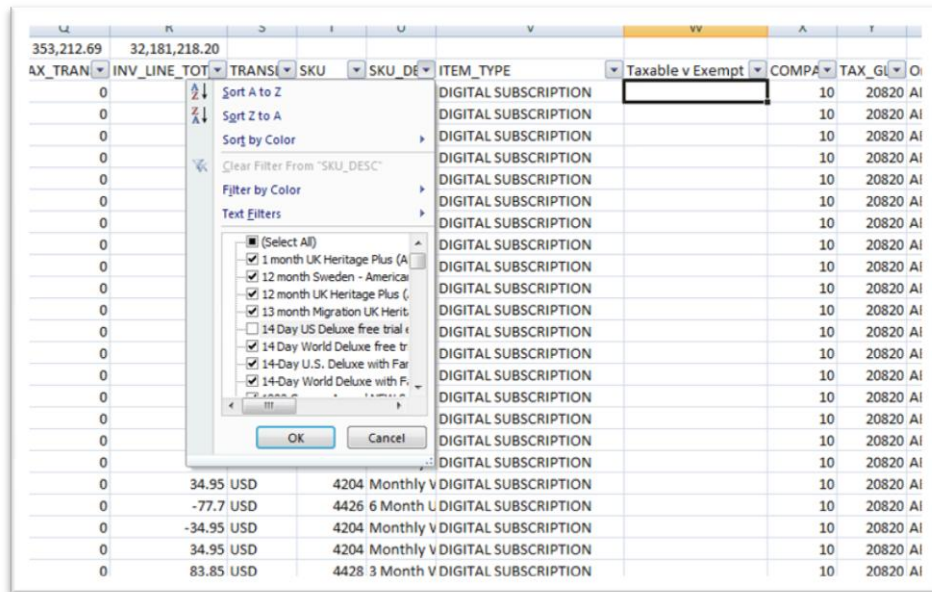 Q R S T U V W X Y
353,212.69 32,181,218.20
AX_TRAN INV_LINE_TOT TRANSI SKU SKU_DE ITEM_TYPE Taxable v Exempt COMPA TAX_GL
0 Sort A to Z DIGITAL SUBSCRIPTION 10 20820
0 Sort Z to A DIGITAL SUBSCRIPTION 10 20820
0 Sort by Color DIGITAL SUBSCRIPTION 10 20820
0 Clear Filter From "SKU_DESC" DIGITAL SUBSCRIPTION 10 20820
0 Filter by Color DIGITAL SUBSCRIPTION 10 20820
0 Text Filters DIGITAL SUBSCRIPTION 10 20820
0 DIGITAL SUBSCRIPTION 10 20820
0 (Select All) DIGITAL SUBSCRIPTION 10 20820
0 1 month UK Heritage Plus (A DIGITAL SUBSCRIPTION 10 20820
0 12 month Sweden - American DIGITAL SUBSCRIPTION 10 20820
0 12 month UK Heritage Plus ( DIGITAL SUBSCRIPTION 10 20820
0 13 month Migration UK Herit DIGITAL SUBSCRIPTION 10 20820
0 14 Day US Deluxe free trial e DIGITAL SUBSCRIPTION 10 20820
0 14 Day World Deluxe free tr DIGITAL SUBSCRIPTION 10 20820
0 14-Day U.S. Deluxe with Fam DIGITAL SUBSCRIPTION 10 20820
0 14-Day World Deluxe with Fa DIGITAL SUBSCRIPTION 10 20820
0 OK Cancel DIGITAL SUBSCRIPTION 10 20820
0 DIGITAL SUBSCRIPTION 10 20820
0 34.95 USD 4204 Monthly DIGITAL SUBSCRIPTION 10 20820
0 -77.7 USD 4426 6 Month U DIGITAL SUBSCRIPTION 10 20820
0 -34.95 USD 4204 Monthly DIGITAL SUBSCRIPTION 10 20820
0 34.95 USD 4204 Monthly DIGITAL SUBSCRIPTION 10 20820
0 83.85 USD 4428 3 Month DIGITAL SUBSCRIPTION 10 20820